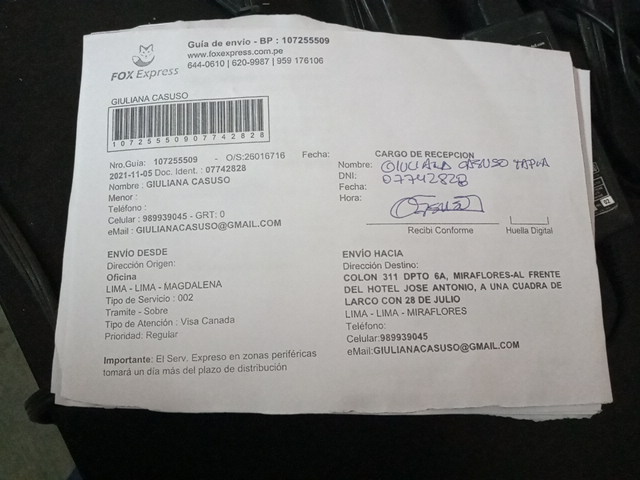 FOX Express
Guía de envío - BP : 107255509
www.foxexpress.com.pe
644-0610 | 620-9987 | 959 176106
GIULIANA CASUSO
10725550907742828
Nro.Guía: 107255509 - O/S:26016716 Fecha:
2021-11-05 Doc. Ident. : 07742828
Nombre : GIULIANA CASUSO
Menor :
Teléfono :
Celular : 989939045 - GRT: 0
eMail : GIULIANACASUSO@GMAIL.COM
CARGO DE RECEPCION
Nombre: GIULIANA CASUSO TAPIA
DNI: 07742828
Fecha:
Hora:
Recibi Conforme
Huella Digital
ENVÍO DESDE
Dirección Origen:
Oficina
LIMA - LIMA - MAGDALENA
Tipo de Servicio : 002
Tramite - Sobre
Tipo de Atención : Visa Canada
Prioridad: Regular
ENVÍO HACIA
Dirección Destino:
COLON 311 DPTO 6A, MIRAFLORES-AL FRENTE
DEL HOTEL JOSE ANTONIO, A UNA CUADRA DE
LARCO CON 28 DE JULIO
LIMA - LIMA - MIRAFLORES
Teléfono:
Celular:989939045
eMail:GIULIANACASUSO@GMAIL.COM
Importante: El Serv. Expreso en zonas periféricas
tomará un día más del plazo de distribución